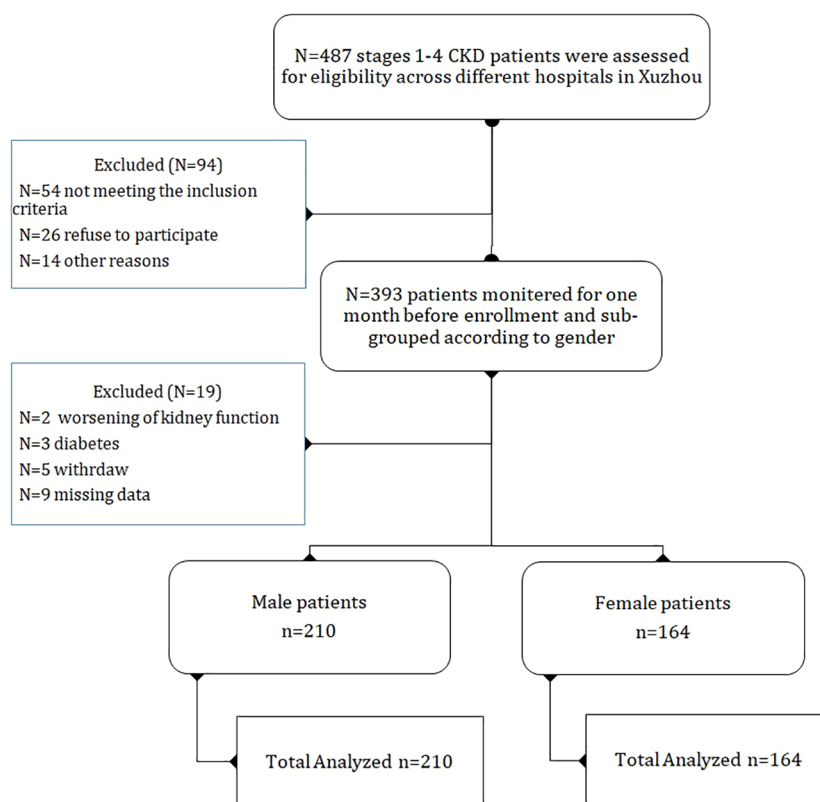 N=487 stages 1-4 CKD patients were assessed
for eligibility across different hospitals in Xuzhou
Excluded (N=94)
N=54 not meeting the inclusion
criteria
N=26 refuse to participate
N=14 other reasons
N=393 patients monitered for one
month before enrollment and sub-
grouped according to gender
Excluded (N=19)
N=2 worsening of kidney function
N=3 diabetes
N=5 withrdaw
N=9 missing data
Male patients
n=210
Female patients
n=164
Total Analyzed n=210
Total Analyzed n=164